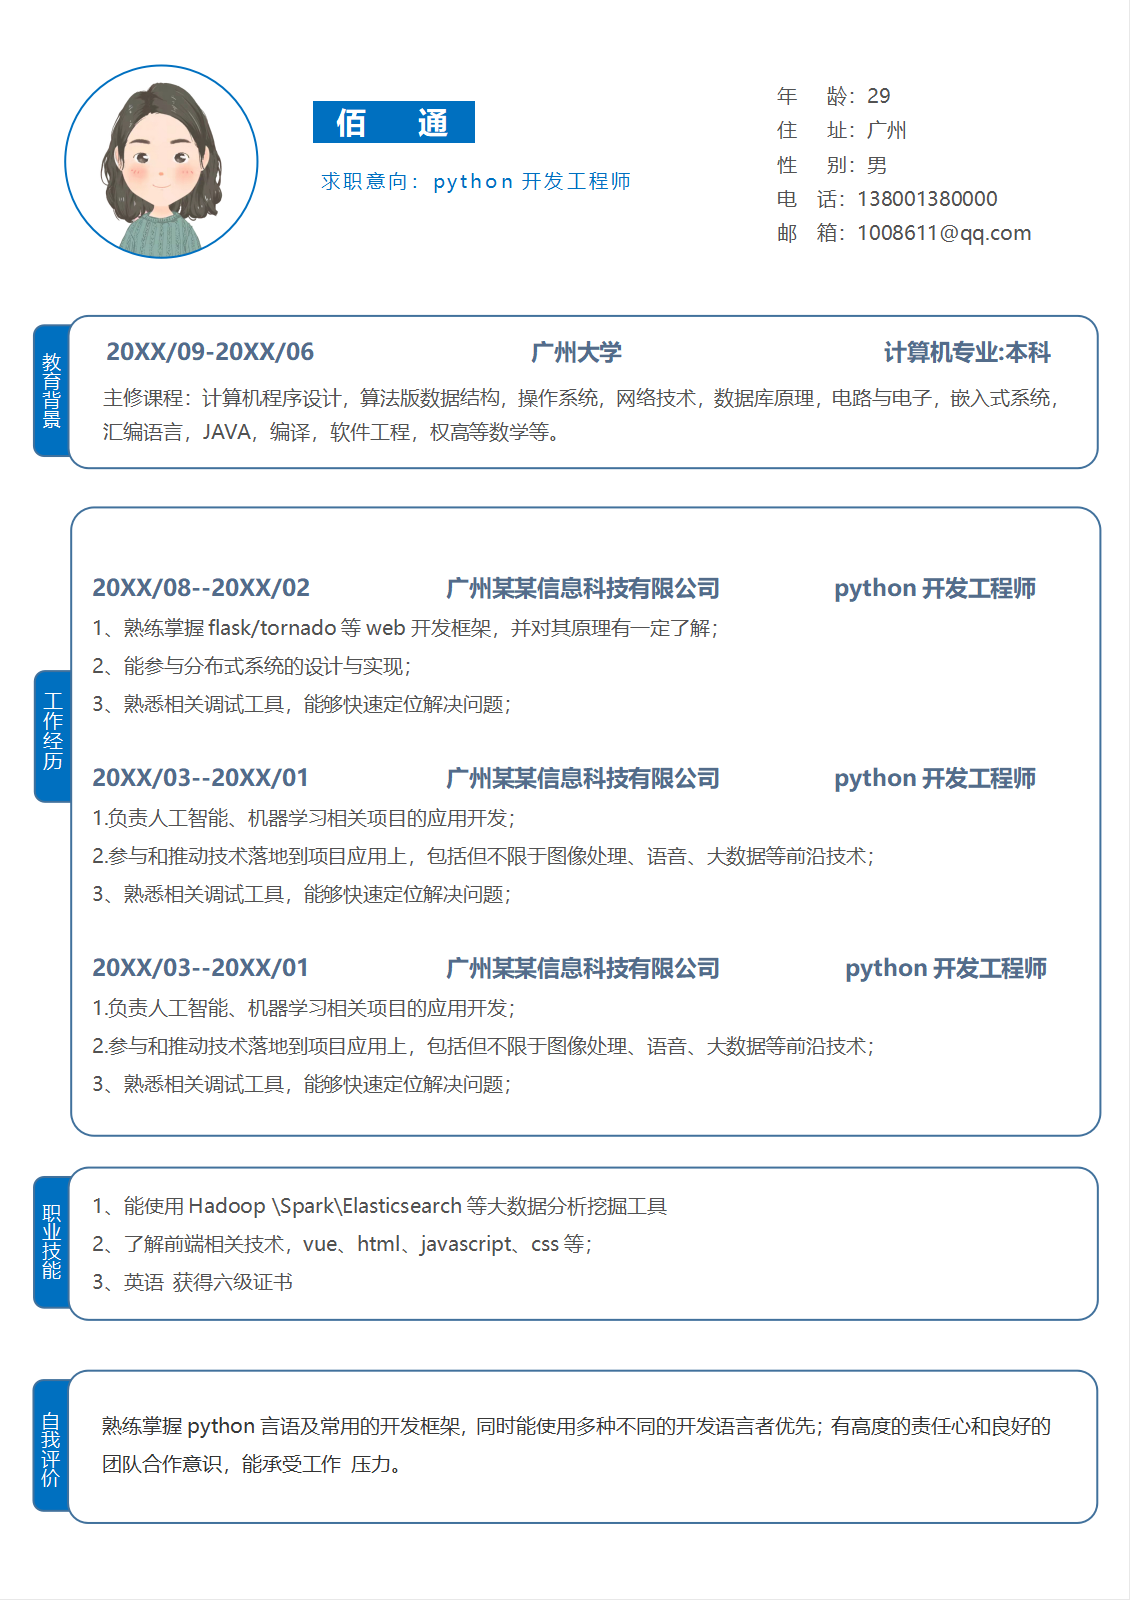 佰 通
求职意向：python 开发工程师
年 龄：29
住 址：广州
性 别：男
电 话：138001380000
邮 箱：1008611@qq.com
教育背景
20XX/09-20XX/06 广州大学 计算机专业:本科
主修课程：计算机程序设计，算法版数据结构，操作系统，网络技术，数据库原理，电路与电子，嵌入式系统，
汇编语言，JAVA，编译，软件工程，权高等数学等。
工作经历
20XX/08--20XX/02 广州某某信息科技有限公司 python 开发工程师
1、熟练掌握 flask/tornado 等 web 开发框架，并对其原理有一定了解；
2、能参与分布式系统的设计与实现；
3、熟悉相关调试工具，能够快速定位解决问题；
20XX/03--20XX/01 广州某某信息科技有限公司 python 开发工程师
1.负责人工智能、机器学习相关项目的应用开发；
2.参与和推动技术落地到项目应用上，包括但不限于图像处理、语音、大数据等前沿技术；
3、熟悉相关调试工具，能够快速定位解决问题；
20XX/03--20XX/01 广州某某信息科技有限公司 python 开发工程师
1.负责人工智能、机器学习相关项目的应用开发；
2.参与和推动技术落地到项目应用上，包括但不限于图像处理、语音、大数据等前沿技术；
3、熟悉相关调试工具，能够快速定位解决问题；
职业技能
1、能使用 Hadoop \Spark\Elasticsearch 等大数据分析挖掘工具
2、了解前端相关技术，vue、html、javascript、css 等；
3、英语 获得六级证书
自我评价
熟练掌握 python 言语及常用的开发框架，同时能使用多种不同的开发语言者优先；有高度的责任心和良好的
团队合作意识，能承受工作 压力。